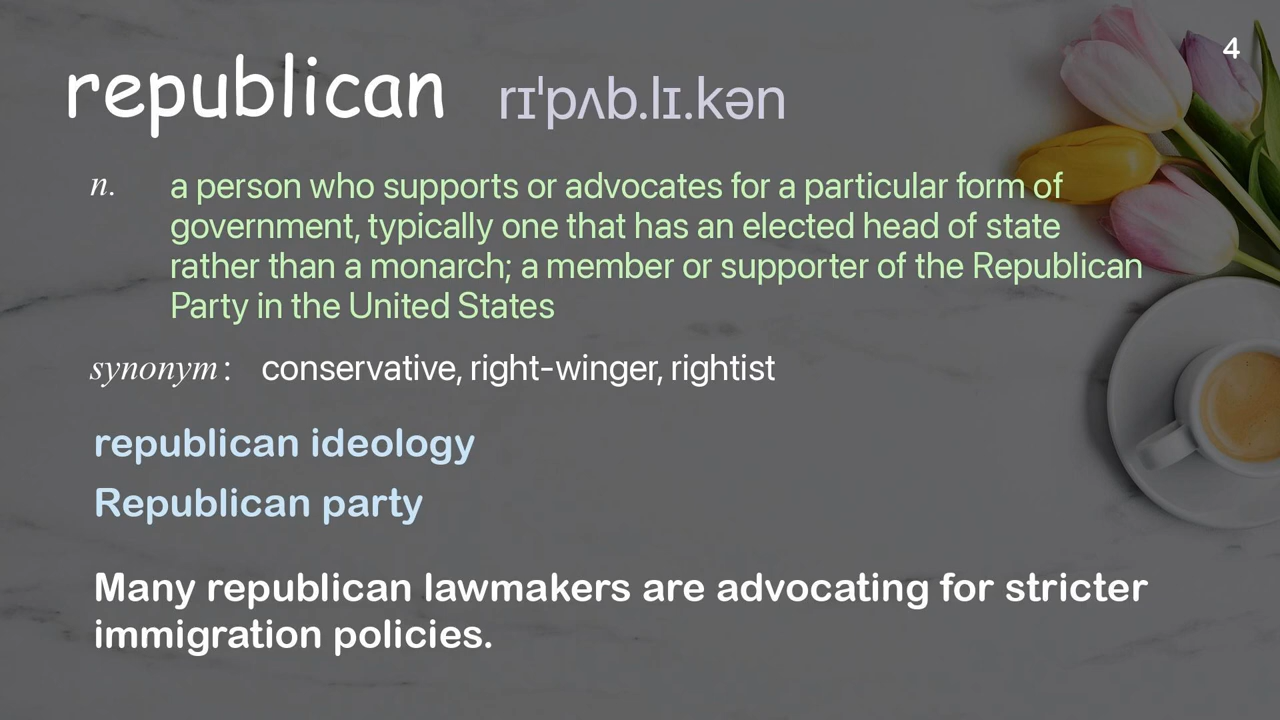 4
republican rɪˈpʌb.lɪ.kən
n. a person who supports or advocates for a particular form of
government, typically one that has an elected head of state
rather than a monarch; a member or supporter of the Republican
Party in the United States
synonym: conservative, right-winger, rightist
republican ideology
Republican party
Many republican lawmakers are advocating for stricter
immigration policies.